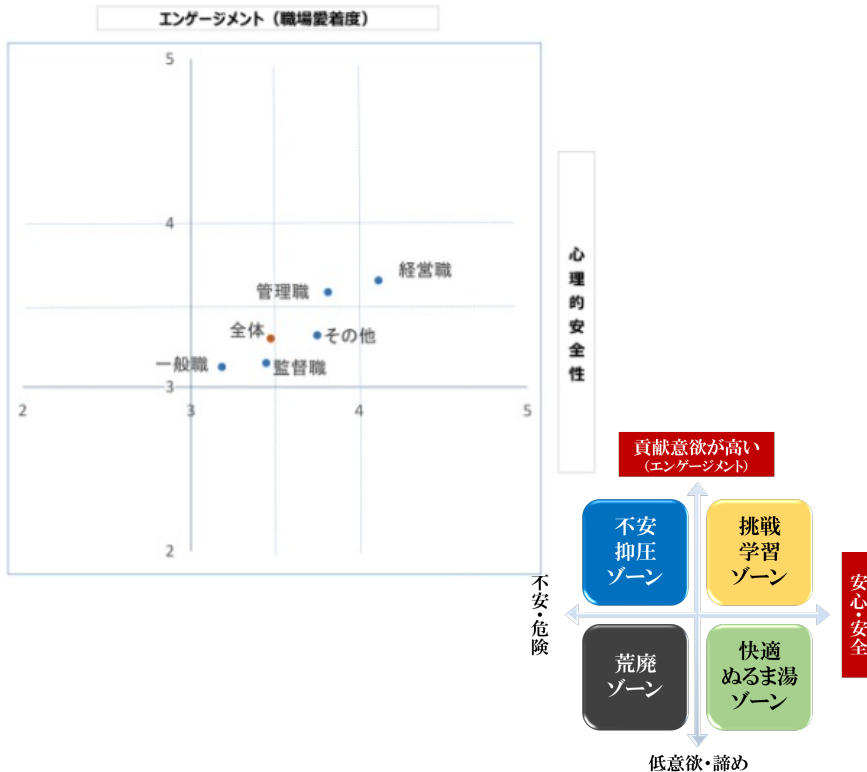 エンゲージメント（職場愛着度）
5
4
経営職
管理職
全体
その他
一般職
監督職
3
2
3
4
5
2
心理的安全性
貢献意欲が高い
（エンゲージメント）
不安
抑圧
ゾーン
挑戦
学習
ゾーン
不安・危険
安心・安全
荒廃
ゾーン
快適
ぬるま湯
ゾーン
低意欲・諦め